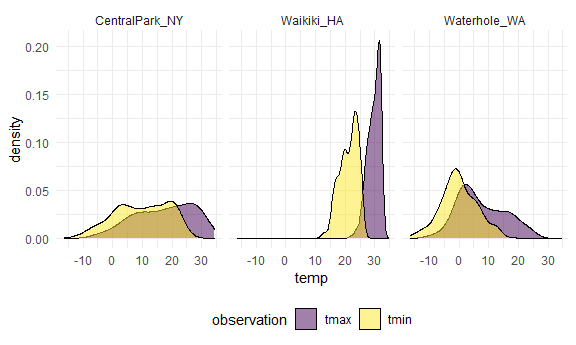 CentralPark_NY Waikiki_HA Waterhole_WA
0.20
0.15
0.10
0.05
0.00
density
-10 0 10 20 30 -10 0 10 20 30 -10 0 10 20 30
temp
observation tmax tmin